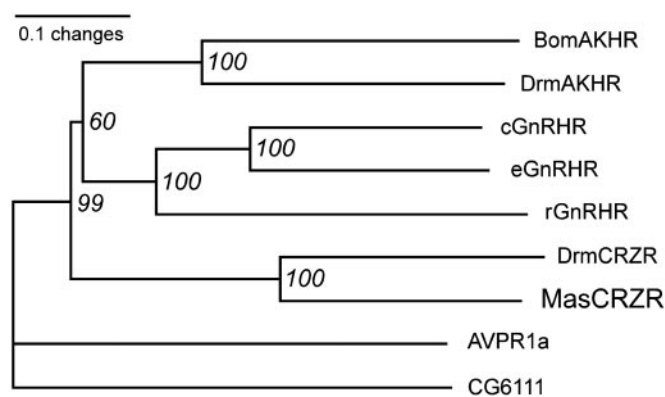 0.1 changes
BomAKHR
100
DrmAKHR
60
cGnRHR
100
eGnRHR
100
99
rGnRHR
DrmCRZR
100
MasCRZR
AVPR1a
CG6111